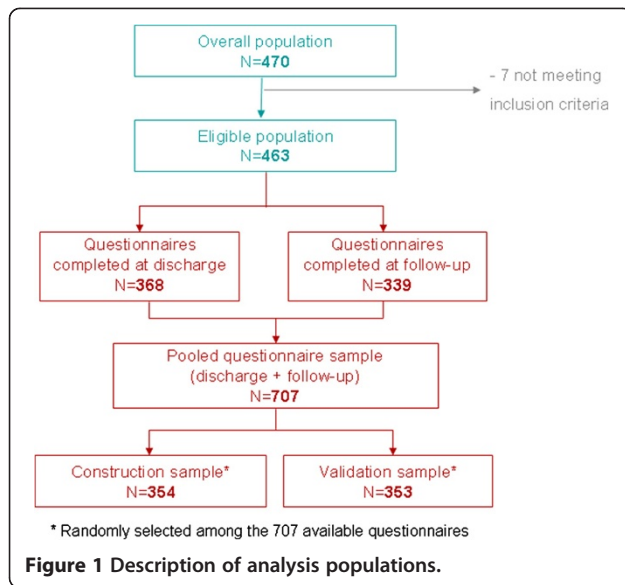 Overall population
N=470
- 7 not meeting
inclusion criteria
Eligible population
N=463
Questionnaires
completed at discharge
N=368
Questionnaires
completed at follow-up
N=339
Pooled questionnaire sample
(discharge + follow-up)
N=707
Construction sample*
N=354
Validation sample*
N=353
* Randomly selected among the 707 available questionnaires
Figure 1 Description of analysis populations.